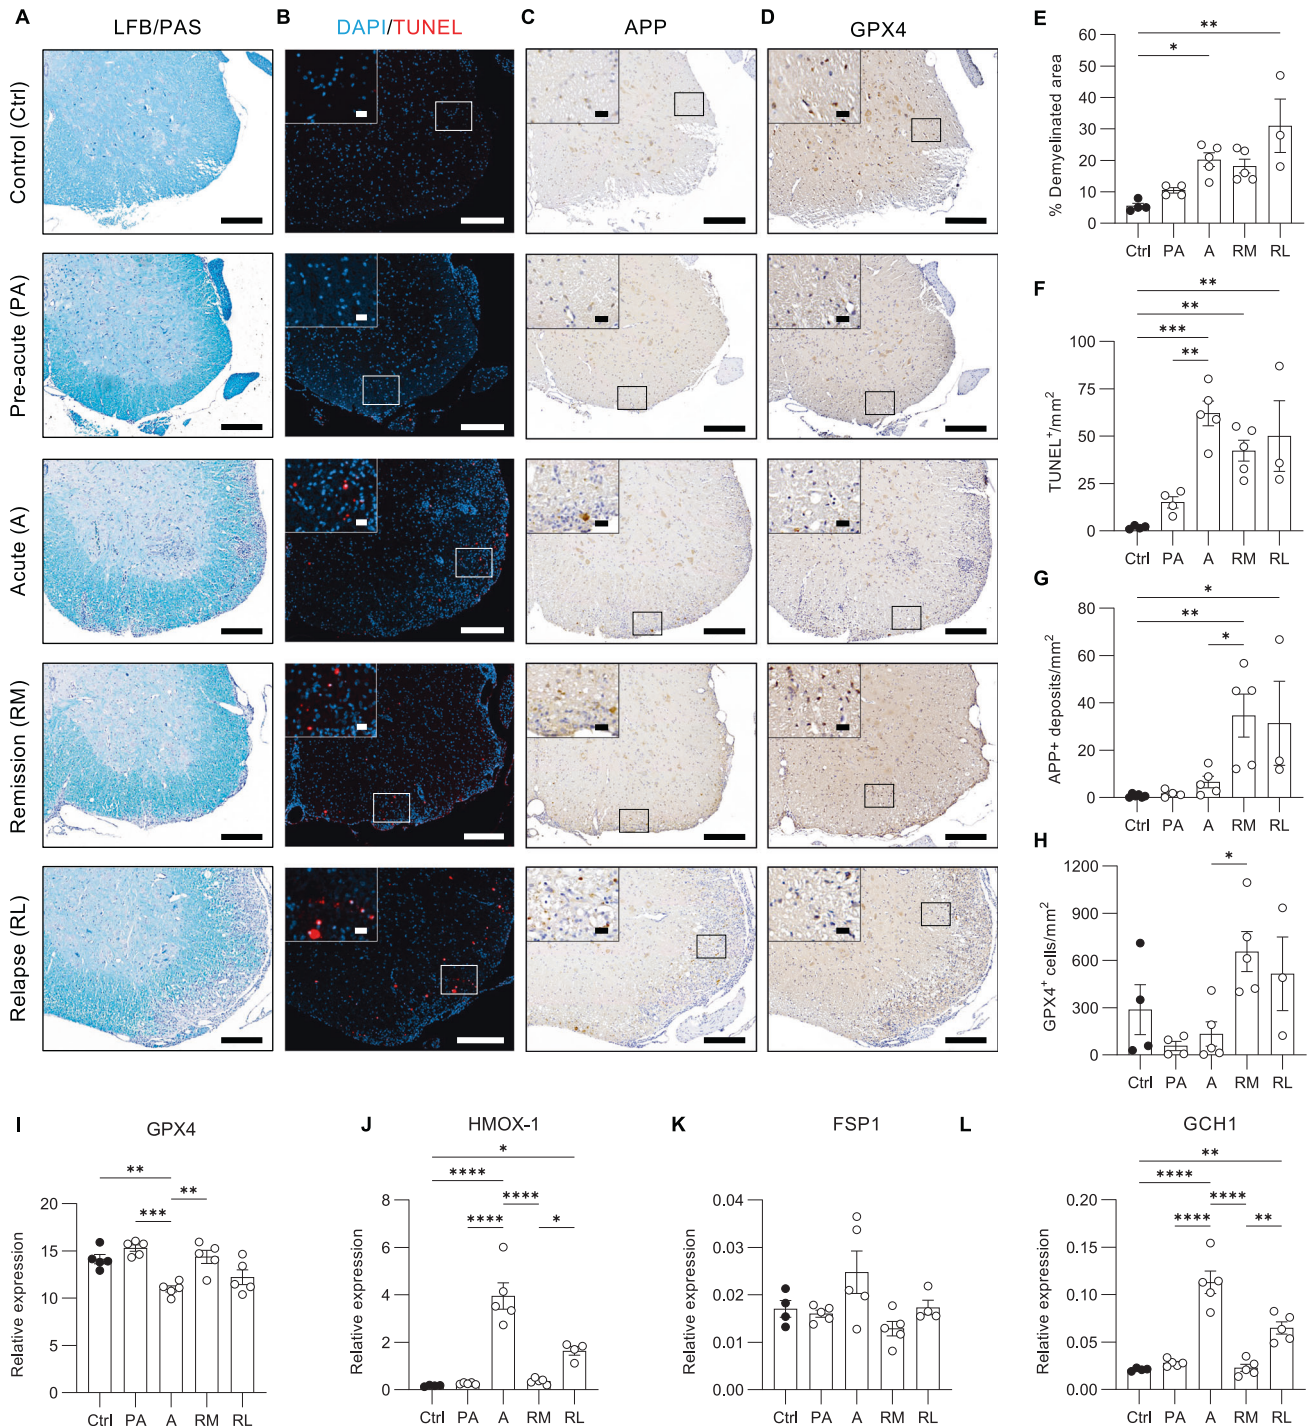 A
LFB/PAS
B
DAPI/TUNEL
C
APP
D
GPX4
Control (Ctrl)
Pre-acute (PA)
Acute (A)
Remission (RM)
Relapse (RL)
E
**
*
% Demyelinated area
60
50
40
30
20
10
0
Ctrl PA A RM RL
F
**
**
***
**
TUNEL⁺/mm²
100
75
50
25
0
Ctrl PA A RM RL
G
*
**
*
APP+ deposits/mm²
80
60
40
20
0
Ctrl PA A RM RL
H
*
GPX4⁺ cells/mm²
1200
900
600
300
0
Ctrl PA A RM RL
I
GPX4
**
**
***
Relative expression
20
15
10
5
0
Ctrl PA A RM RL
J
HMOX-1
*
****
****
****
*
Relative expression
8
6
4
2
0
Ctrl PA A RM RL
K
FSP1
Relative expression
0.04
0.03
0.02
0.01
0.00
Ctrl PA A RM RL
L
GCH1
**
****
****
****
**
Relative expression
0.20
0.15
0.10
0.05
0.00
Ctrl PA A RM RL